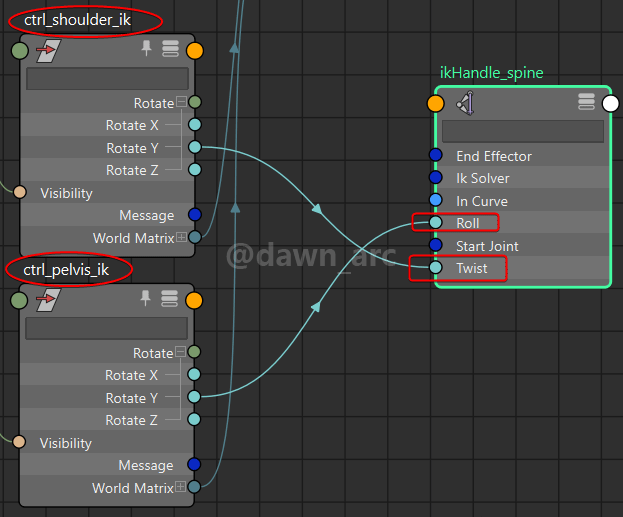 ctrl_shoulder_ik
Rotate
Rotate X
Rotate Y
Rotate Z
Visibility
Message
World Matrix
ctrl_pelvis_ik
Rotate
Rotate X
Rotate Y
Rotate Z
Visibility
Message
World Matrix
ikHandle_spine
End Effector
Ik Solver
In Curve
Roll
Start Joint
Twist
@dawn_arc